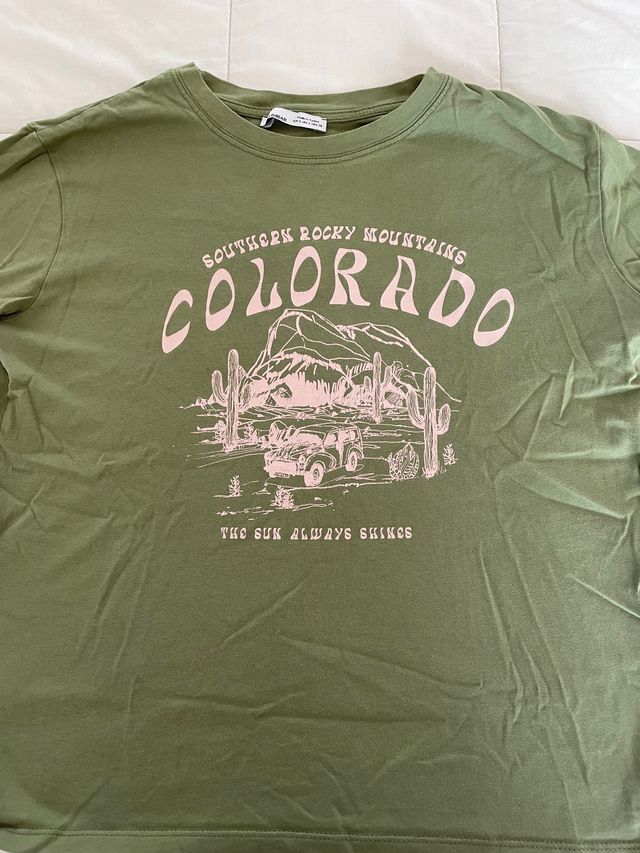 SOUTHERN ROCKY MOUNTAINS
COLORADO
THE SUN ALWAYS SHINES